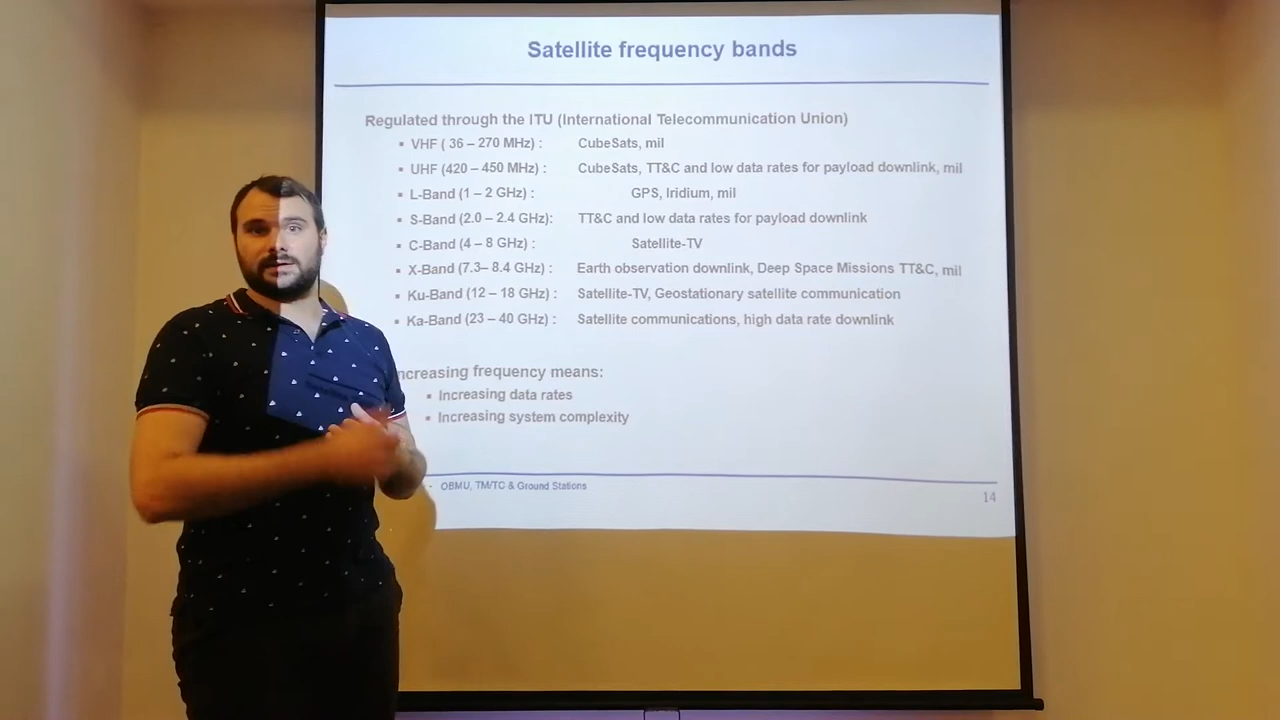 Satellite frequency bands
Regulated through the ITU (International Telecommunication Union)
▪ VHF ( 36 – 270 MHz) : CubeSats, mil
▪ UHF (420 – 450 MHz) : CubeSats, TT&C and low data rates for payload downlink, mil
▪ L-Band (1 – 2 GHz) : GPS, Iridium, mil
▪ S-Band (2.0 – 2.4 GHz): TT&C and low data rates for payload downlink
▪ C-Band (4 – 8 GHz) : Satellite-TV
▪ X-Band (7.3– 8.4 GHz) : Earth observation downlink, Deep Space Missions TT&C, mil
▪ Ku-Band (12 – 18 GHz) : Satellite-TV, Geostationary satellite communication
▪ Ka-Band (23 – 40 GHz) : Satellite communications, high data rate downlink
ncreasing frequency means:
▪ Increasing data rates
▪ Increasing system complexity
- OBMU, TM/TC & Ground Stations
14